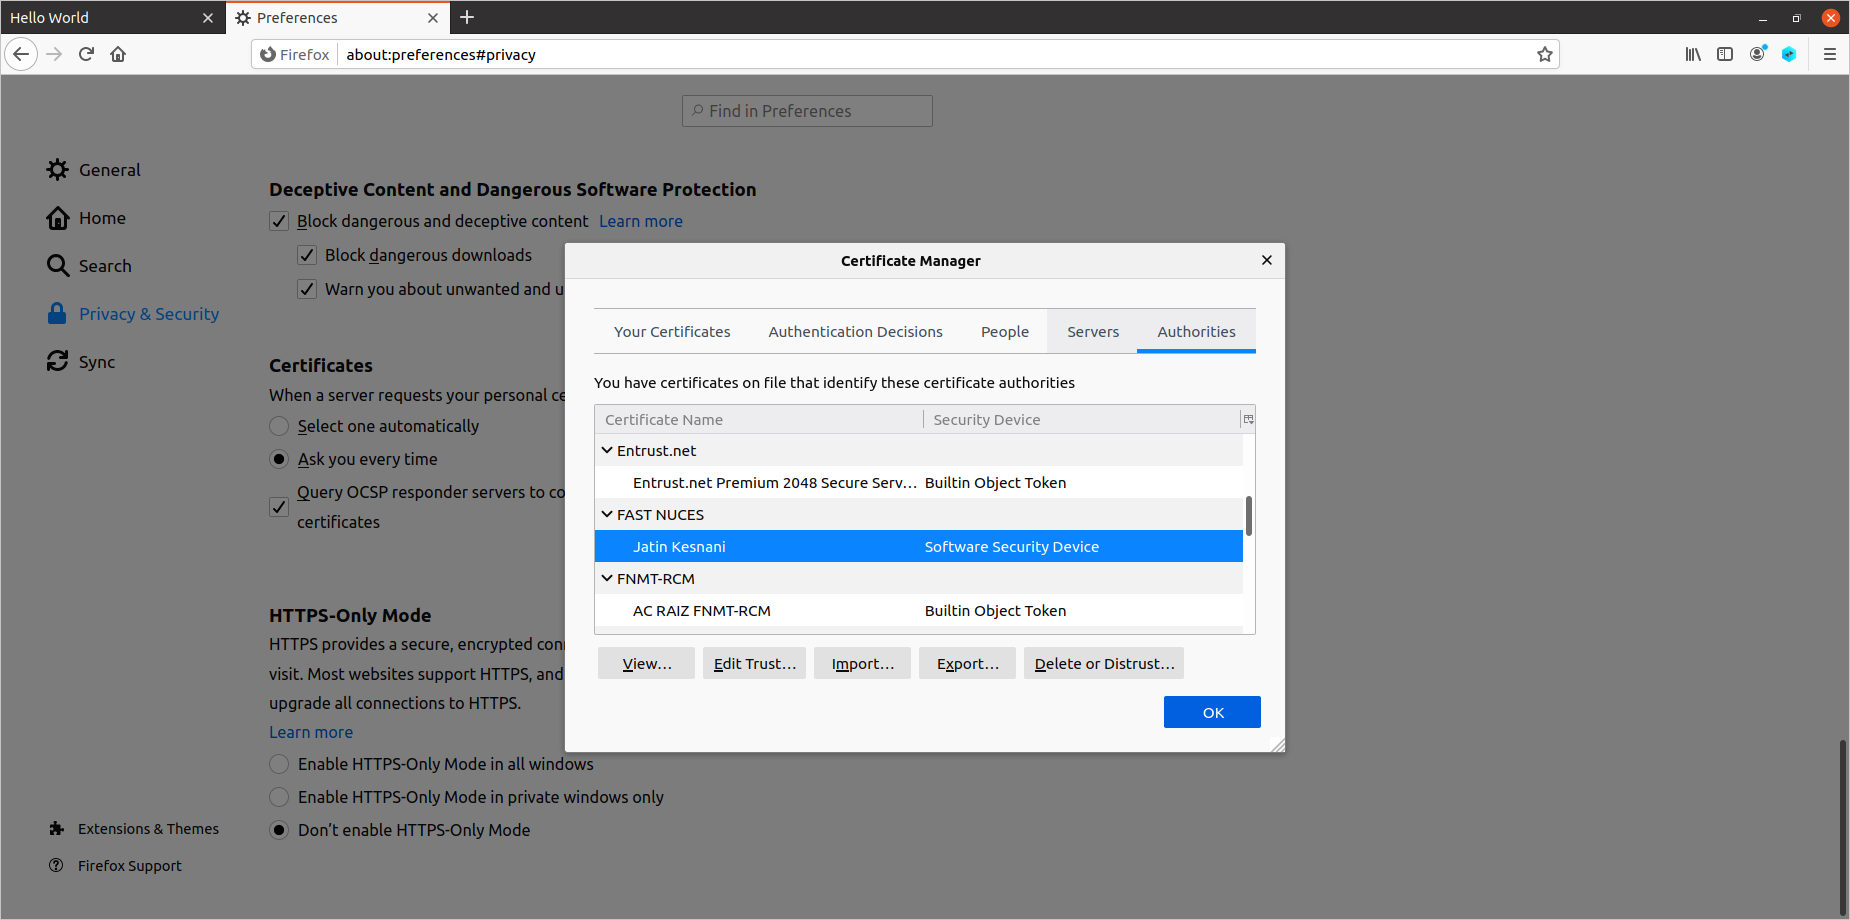 Hello World
Preferences
Firefox
about:preferences#privacy
Find in Preferences
General
Home
Search
Privacy & Security
Sync
Extensions & Themes
Firefox Support
Deceptive Content and Dangerous Software Protection
Block dangerous and deceptive content Learn more
Block dangerous downloads
Warn you about unwanted and u
Certificates
When a server requests your personal ce
Select one automatically
Ask you every time
Query OCSP responder servers to co
certificates
HTTPS-Only Mode
HTTPS provides a secure, encrypted con
visit. Most websites support HTTPS, and
upgrade all connections to HTTPS.
Learn more
Enable HTTPS-Only Mode in all windows
Enable HTTPS-Only Mode in private windows only
Don’t enable HTTPS-Only Mode
Certificate Manager
Your Certificates Authentication Decisions People Servers Authorities
You have certificates on file that identify these certificate authorities
Certificate Name Security Device
Entrust.net
Entrust.net Premium 2048 Secure Serv… Builtin Object Token
FAST NUCES
Jatin Kesnani Software Security Device
FNMT-RCM
AC RAIZ FNMT-RCM Builtin Object Token
View… Edit Trust… Import… Export… Delete or Distrust…
OK